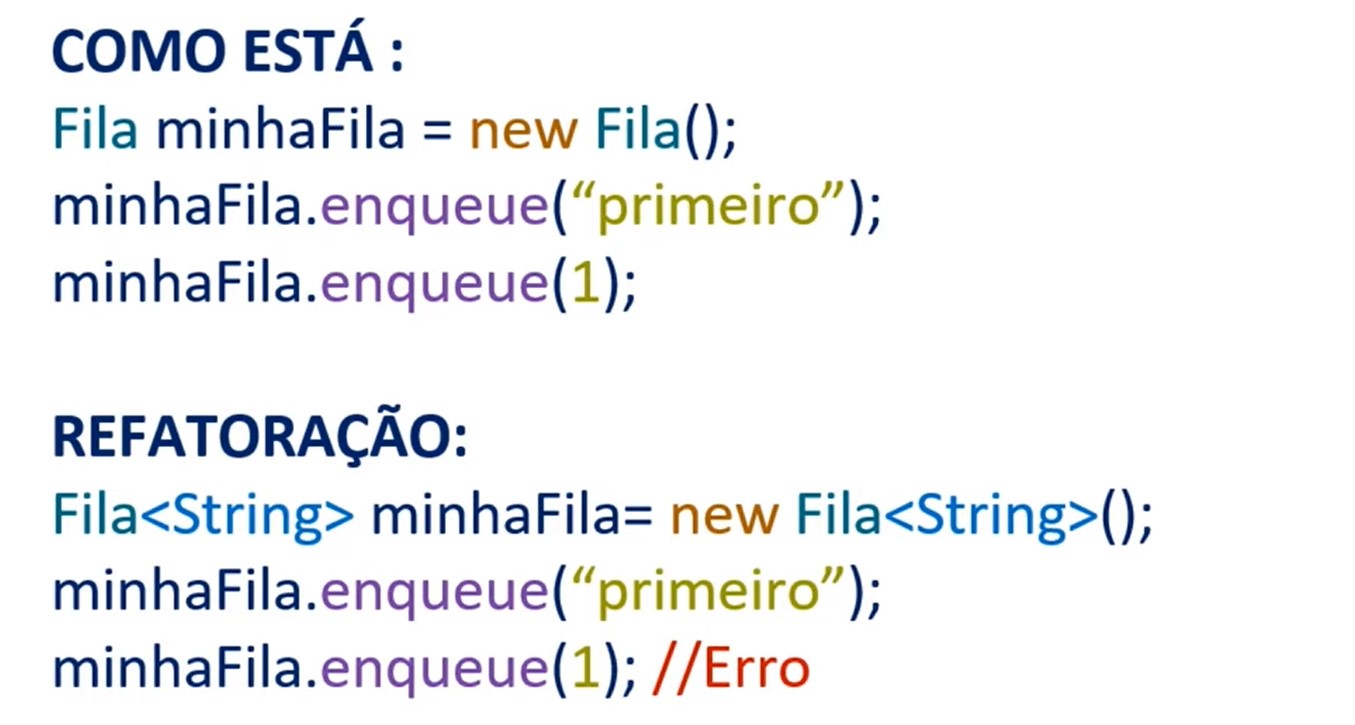 COMO ESTÁ :
Fila minhaFila = new Fila();
minhaFila.enqueue(“primeiro”);
minhaFila.enqueue(1);
REFATORAÇÃO:
Fila<String> minhaFila= new Fila<String>();
minhaFila.enqueue(“primeiro”);
minhaFila.enqueue(1); //Erro